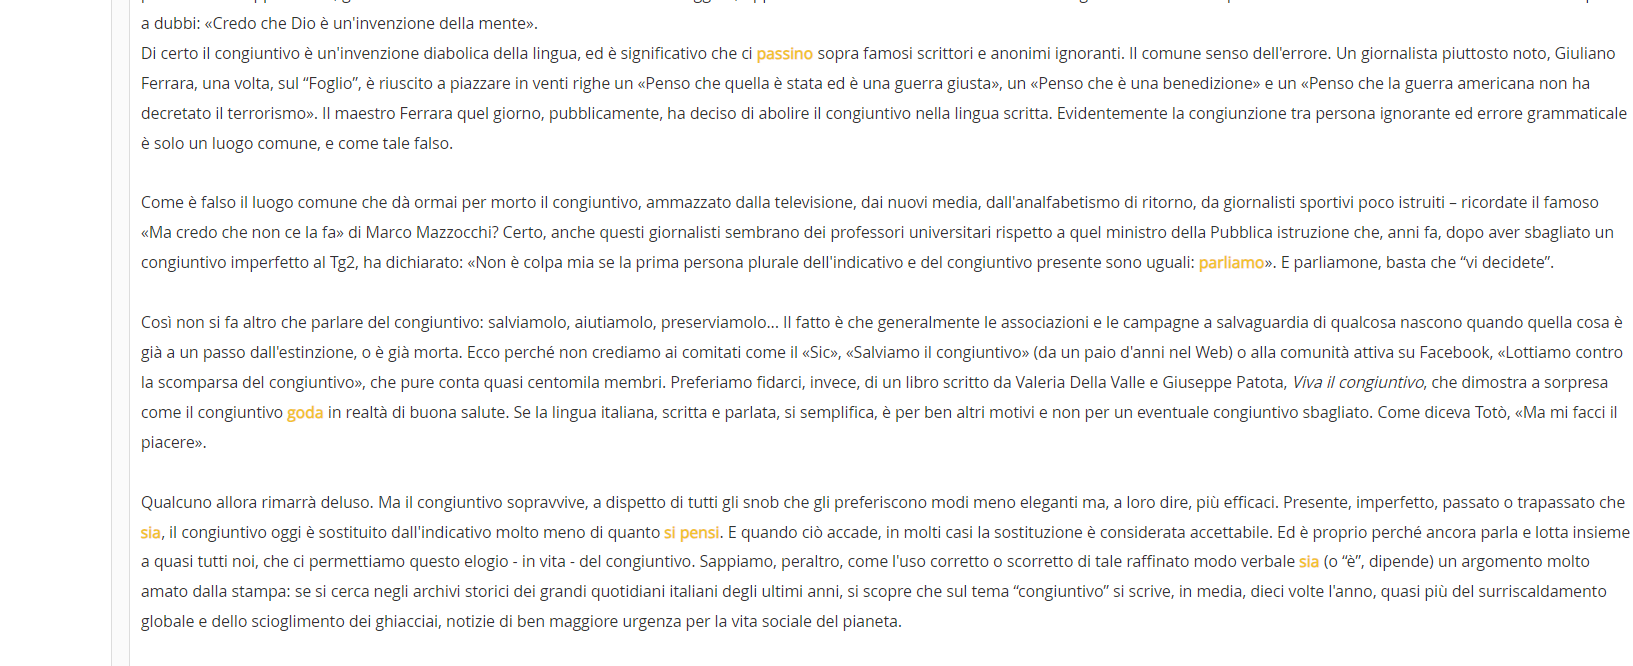 a dubbi: «Credo che Dio è un'invenzione della mente».
Di certo il congiuntivo è un'invenzione diabolica della lingua, ed è significativo che ci passino sopra famosi scrittori e anonimi ignoranti. Il comune senso dell'errore. Un giornalista piuttosto noto, Giuliano
Ferrara, una volta, sul “Foglio”, è riuscito a piazzare in venti righe un «Penso che quella è stata ed è una guerra giusta», un «Penso che è una benedizione» e un «Penso che la guerra americana non ha
decretato il terrorismo». Il maestro Ferrara quel giorno, pubblicamente, ha deciso di abolire il congiuntivo nella lingua scritta. Evidentemente la congiunzione tra persona ignorante ed errore grammaticale
è solo un luogo comune, e come tale falso.
Come è falso il luogo comune che dà ormai per morto il congiuntivo, ammazzato dalla televisione, dai nuovi media, dall'analfabetismo di ritorno, da giornalisti sportivi poco istruiti – ricordate il famoso
«Ma credo che non ce la fa» di Marco Mazzocchi? Certo, anche questi giornalisti sembrano dei professori universitari rispetto a quel ministro della Pubblica istruzione che, anni fa, dopo aver sbagliato un
congiuntivo imperfetto al Tg2, ha dichiarato: «Non è colpa mia se la prima persona plurale dell'indicativo e del congiuntivo presente sono uguali: parliamo». E parliamone, basta che “vi decidete”.
Così non si fa altro che parlare del congiuntivo: salviamolo, aiutiamolo, preserviamolo... Il fatto è che generalmente le associazioni e le campagne a salvaguardia di qualcosa nascono quando quella cosa è
già a un passo dall'estinzione, o è già morta. Ecco perché non crediamo ai comitati come il «Sic», «Salviamo il congiuntivo» (da un paio d'anni nel Web) o alla comunità attiva su Facebook, «Lottiamo contro
la scomparsa del congiuntivo», che pure conta quasi centomila membri. Preferiamo fidarci, invece, di un libro scritto da Valeria Della Valle e Giuseppe Patota, Viva il congiuntivo, che dimostra a sorpresa
come il congiuntivo goda in realtà di buona salute. Se la lingua italiana, scritta e parlata, si semplifica, è per ben altri motivi e non per un eventuale congiuntivo sbagliato. Come diceva Totò, «Ma mi facci il
piacere».
Qualcuno allora rimarrà deluso. Ma il congiuntivo sopravvive, a dispetto di tutti gli snob che gli preferiscono modi meno eleganti ma, a loro dire, più efficaci. Presente, imperfetto, passato o trapassato che
sia, il congiuntivo oggi è sostituito dall'indicativo molto meno di quanto si pensi. E quando ciò accade, in molti casi la sostituzione è considerata accettabile. Ed è proprio perché ancora parla e lotta insieme
a quasi tutti noi, che ci permettiamo questo elogio - in vita - del congiuntivo. Sappiamo, peraltro, come l'uso corretto o scorretto di tale raffinato modo verbale sia (o “è”, dipende) un argomento molto
amato dalla stampa: se si cerca negli archivi storici dei grandi quotidiani italiani degli ultimi anni, si scopre che sul tema “congiuntivo” si scrive, in media, dieci volte l'anno, quasi più del surriscaldamento
globale e dello scioglimento dei ghiacciai, notizie di ben maggiore urgenza per la vita sociale del pianeta.